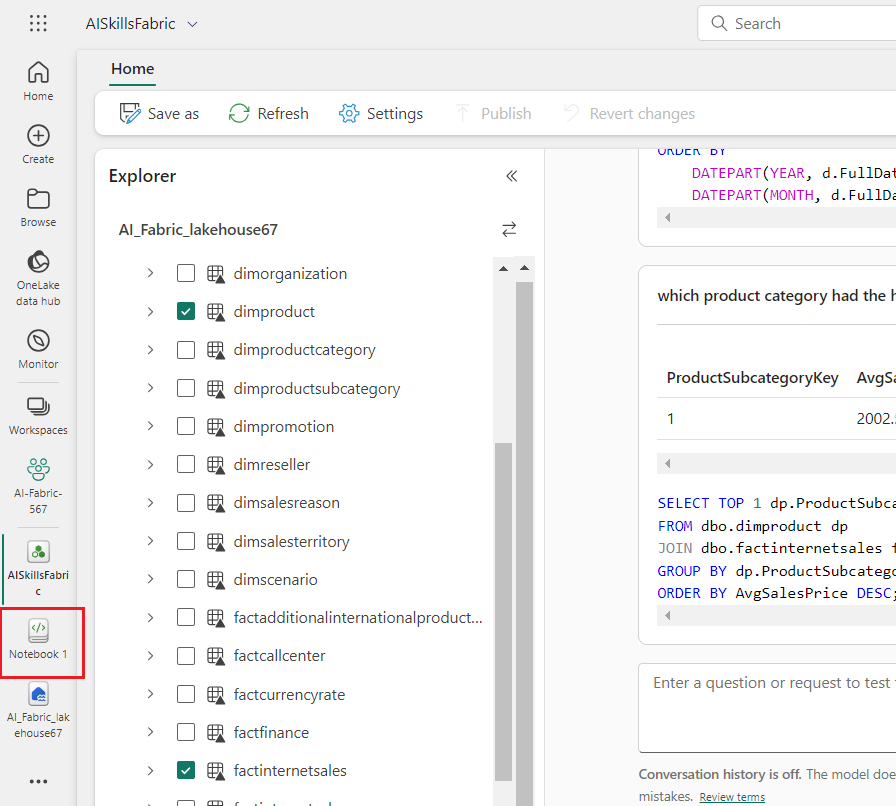 AISkillsFabric
Search
Home
Create
Browse
OneLake
data hub
Monitor
Workspaces
AI-Fabric-
567
AISkillsFabri
c
Notebook 1
AI_Fabric_lak
ehouse67
Home
Save as
Refresh
Settings
Publish
Revert changes
Explorer
AI_Fabric_lakehouse67
dimorganization
dimproduct
dimproductcategory
dimproductsubcategory
dimpromotion
dimreseller
dimsalesreason
dimsalesterritory
dimscenario
factadditionalinternationalproduct...
factcallcenter
factcurrencyrate
factfinance
factinternetsales
ORDER BY
DATEPART(YEAR, d.FullDat
DATEPART(MONTH, d.FullDa
which product category had the h
ProductSubcategoryKey AvgSa
1 2002.
SELECT TOP 1 dp.ProductSubca
FROM dbo.dimproduct dp
JOIN dbo.factinternetsales f
GROUP BY dp.ProductSubcatego
ORDER BY AvgSalesPrice DESC;
Enter a question or request to test
Conversation history is off. The model doe
mistakes. Review terms